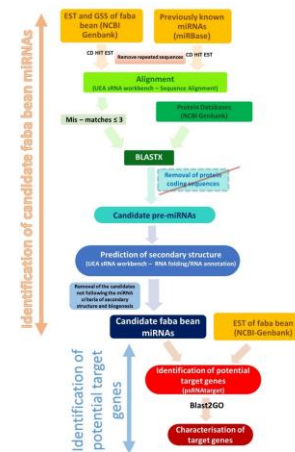 Identification of candidate faba bean miRNAs
EST and GSS of faba
bean (NCBI
Genbank)
Previously known
miRNAs
(miRBase)
CD HIT EST
Remove repeated sequences
CD HIT EST
Alignment
(UEA sRNA workbench – Sequence Alignment)
Mis – matches ≤ 3
Protein Databases
(NCBI-Genbank)
BLASTX
Removal of protein
coding sequences
Candidate pre-miRNAs
Prediction of secondary structure
(UEA sRNA workbench – RNA folding/RNA annotation)
Removal of the candidates
not following the miRNA
criteria of secondary
structure and biogenesis
Candidate faba bean
miRNAs
EST of faba bean
(NCBI-Genbank)
Identification of
potential target
genes
Identification of potential
target genes
(psRNAtarget)
Blast2GO
Characterisation of
target genes